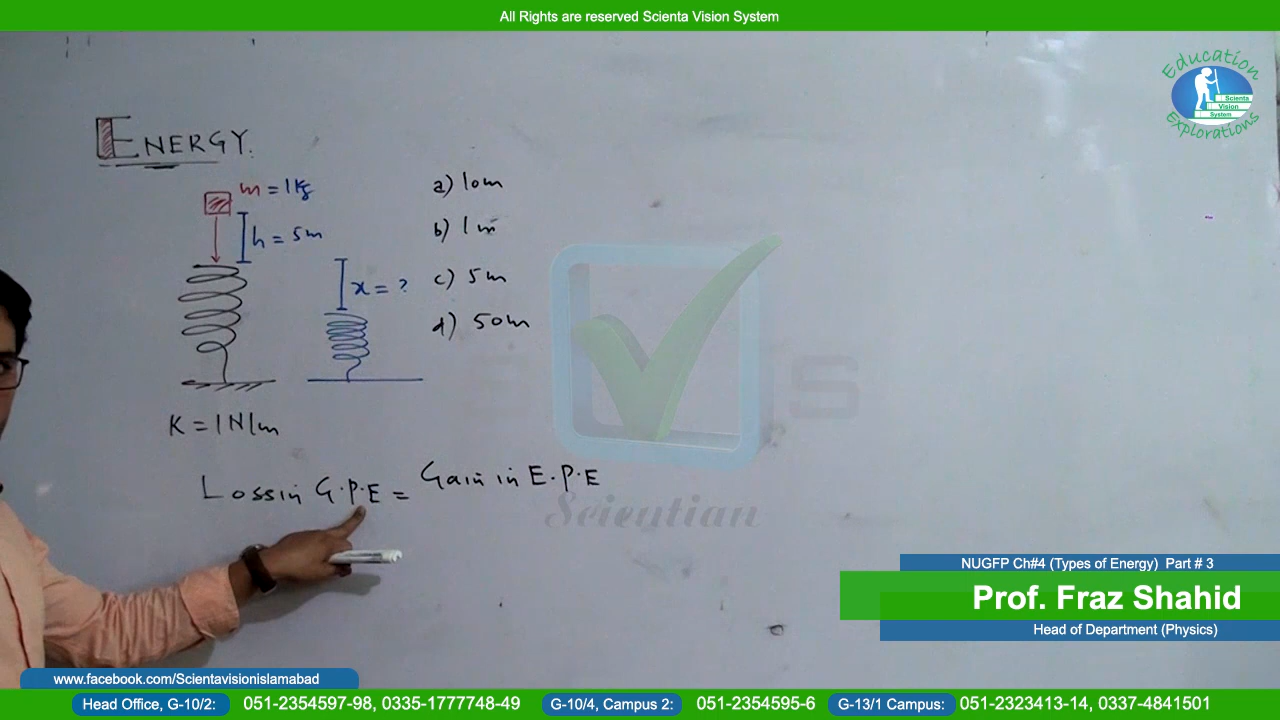 All Rights are reserved Scienta Vision System
Education
Scienta
Vision
System
Explorations
ENERGY.
m = 1Kg
h = 5m
x = ?
a) 10m
b) 1m
c) 5m
d) 50m
K = 1N/m
Loss in G.P.E = Gain in E.P.E
Scientian
NUGFP Ch#4 (Types of Energy) Part # 3
Prof. Fraz Shahid
Head of Department (Physics)
www.facebook.com/Scientavisionislamabad
Head Office, G-10/2: 051-2354597-98, 0335-1777748-49 G-10/4, Campus 2: 051-2354595-6 G-13/1 Campus: 051-2323413-14, 0337-4841501